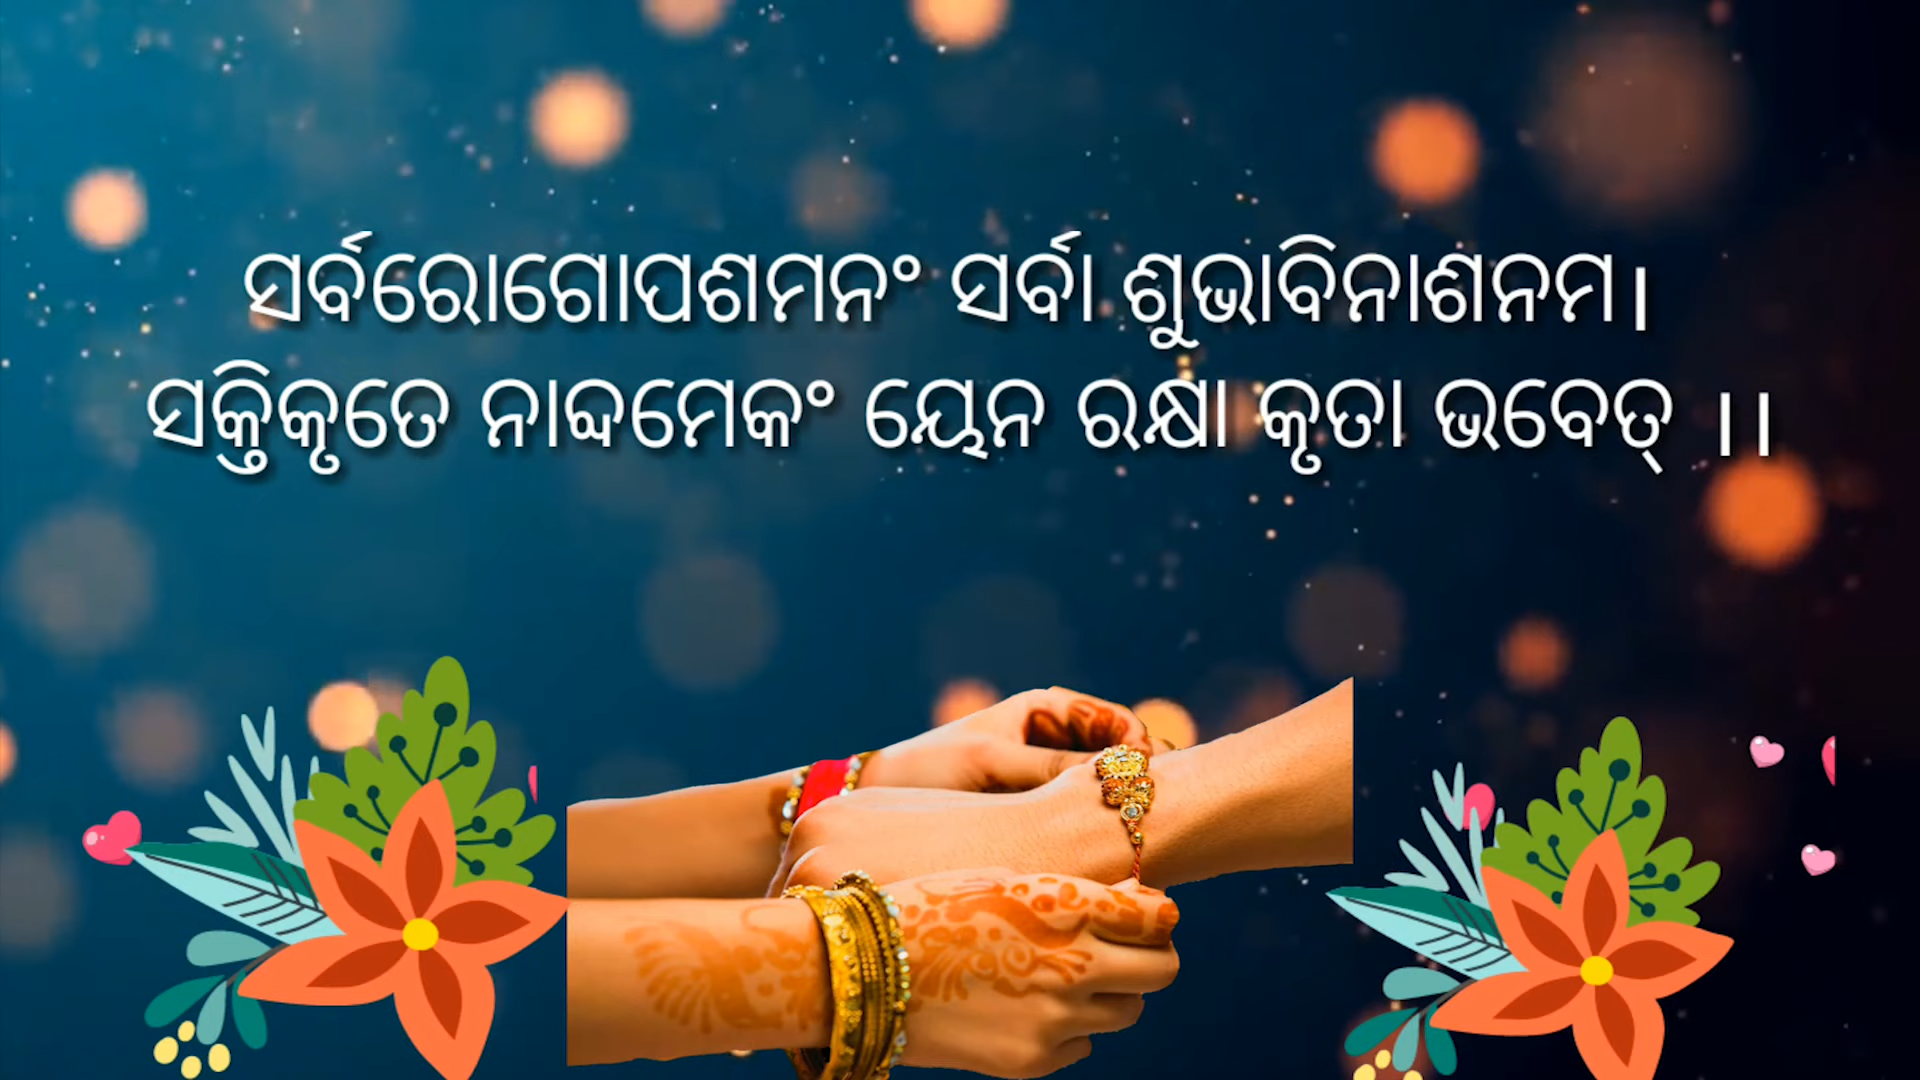 ସର୍ବରୋଗୋପଶମନଂ ସର୍ବା ଶୁଭାବିନାଶନମ।
ସକ୍ତିକୃତେ ନାବ୍ଦମେକଂ ୟେନ ରକ୍ଷା କୃତା ଭବେତ୍ ।।